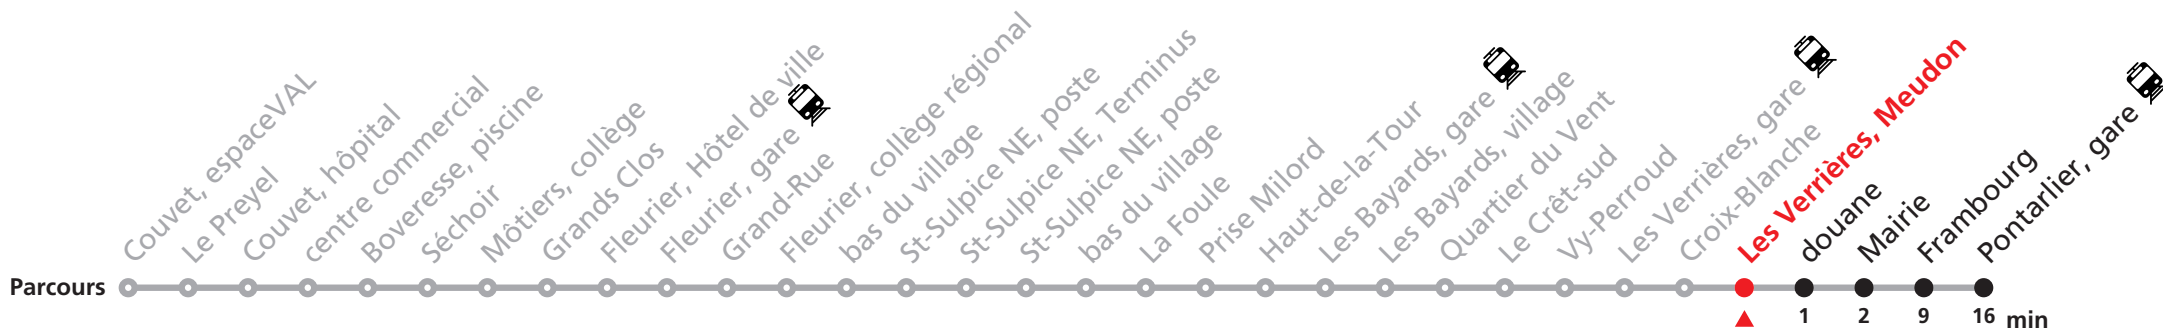 Parcours
Couvet, espaceVAL
Le Preyel
Couvet, hôpital
centre commercial
Boveresse, piscine
Séchoir
Môtiers, collège
Grands Clos
Fleurier, Hôtel de ville
Fleurier, gare
Grand-Rue
Fleurier, collège régional
bas du village
St-Sulpice NE, poste
St-Sulpice NE, Terminus
St-Sulpice NE, poste
bas du village
La Foule
Prise Milord
Haut-de-la-Tour
Les Bayards, gare
Les Bayards, village
Quartier du Vent
Le Crêt-sud
Vy-Perroud
Les Verrières, gare
Croix-Blanche
Les Verrières, Meudon
douane
Mairie
Frambourg
Pontarlier, gare
1 2 9 16 min